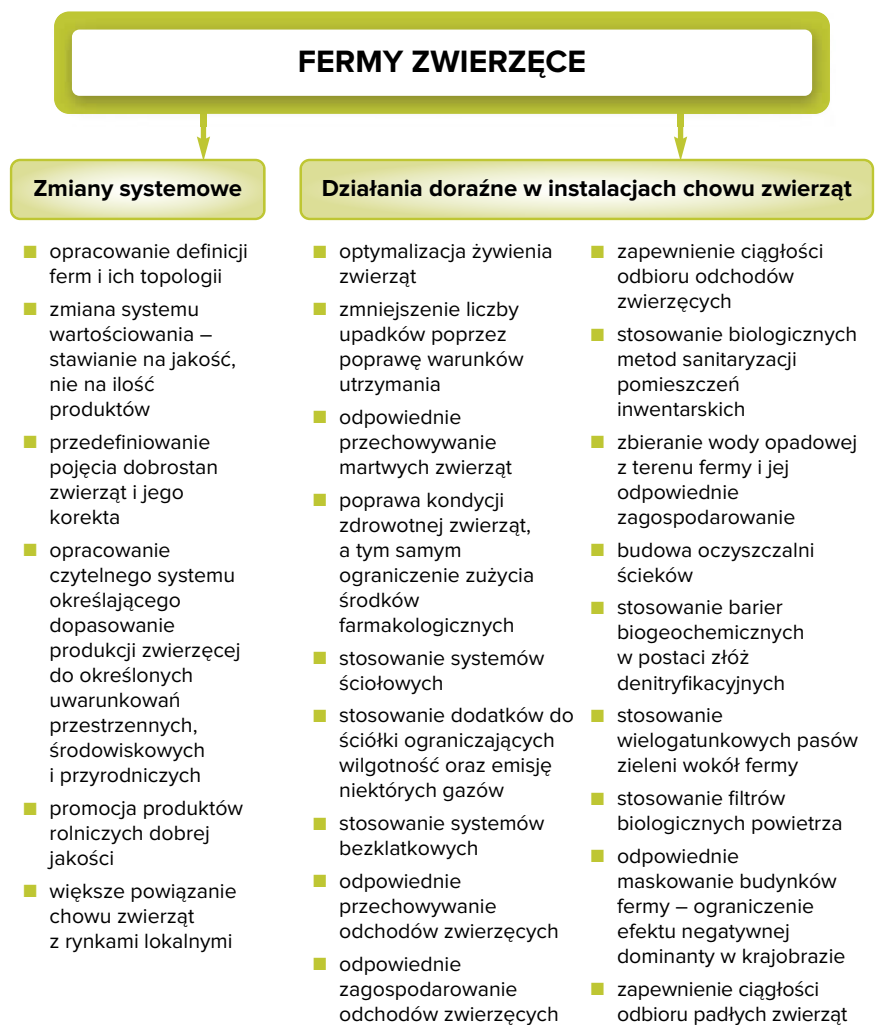 FERMY ZWIERZĘCE
Zmiany systemowe
opracowanie definicji
ferm i ich topologii
zmiana systemu
wartościowania –
stawianie na jakość,
nie na ilość
produktów
przedefiniowanie
pojęcia dobrostan
zwierząt i jego
korekta
opracowanie
czytelnego systemu
określającego
dopasowanie
produkcji zwierzęcej
do określonych
uwarunkowań
przestrzennych,
środowiskowych
i przyrodniczych
promocja produktów
rolniczych dobrej
jakości
większe powiązanie
chowu zwierząt
z rynkami lokalnymi
Działania doraźne w instalacjach chowu zwierząt
optymalizacja żywienia
zwierząt
zmniejszenie liczby
upadków poprzez
poprawę warunków
utrzymania
odpowiednie
przechowywanie
martwych zwierząt
poprawa kondycji
zdrowotnej zwierząt,
a tym samym
ograniczenie zużycia
środków
farmakologicznych
stosowanie systemów
ściołowych
stosowanie dodatków do
ściółki ograniczających
wilgotność oraz emisję
niektórych gazów
stosowanie systemów
bezklatkowych
odpowiednie
przechowywanie
odchodów zwierzęcych
odpowiednie
zagospodarowanie
odchodów zwierzęcych
zapewnienie ciągłości
odbioru odchodów
zwierzęcych
stosowanie biologicznych
metod sanitaryzacji
pomieszczeń
inwentarskich
zbieranie wody opadowej
z terenu fermy i jej
odpowiednie
zagospodarowanie
budowa oczyszczalni
ścieków
stosowanie barier
biogeochemicznych
w postaci złóż
denitryfikacyjnych
stosowanie
wielogatunkowych pasów
zieleni wokół fermy
stosowanie filtrów
biologicznych powietrza
odpowiednie
maskowanie budynków
fermy – ograniczenie
efektu negatywnej
dominanty w krajobrazie
zapewnienie ciągłości
odbioru padłych zwierząt